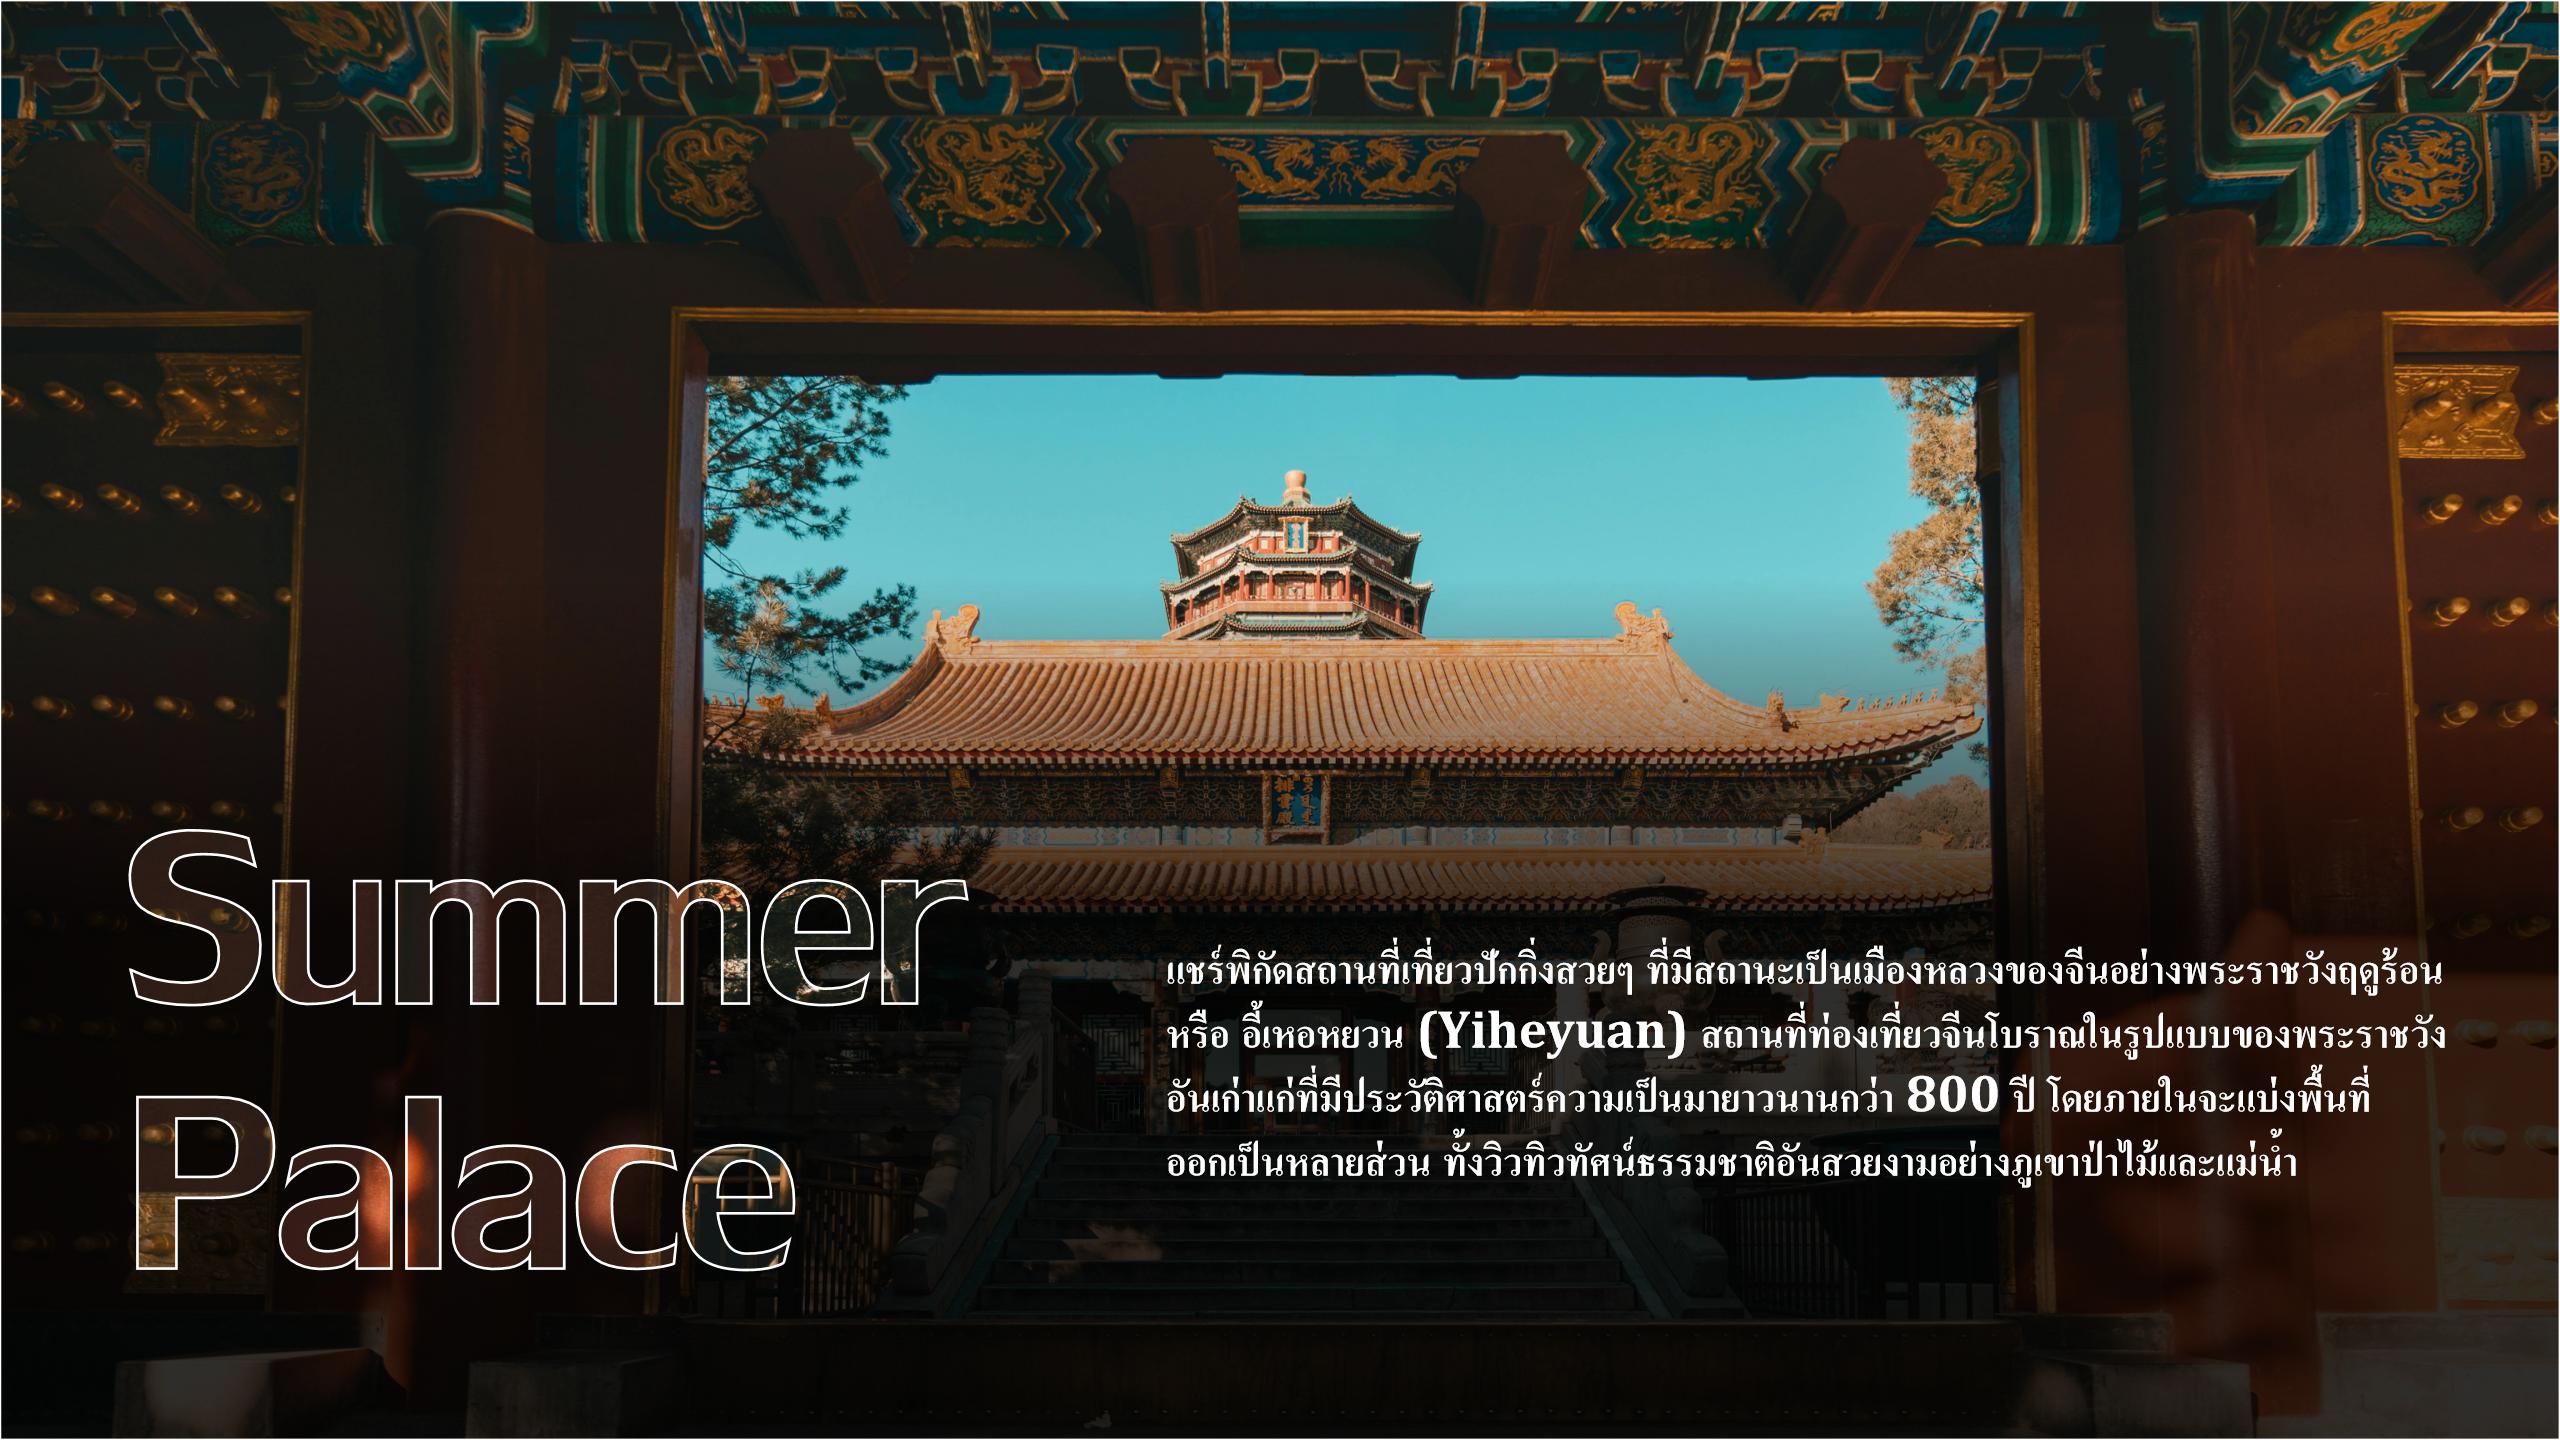 排雲殿
Summer
Palace
แชร์พิกัดสถานที่เที่ยวปักกิ่งสวยๆ ที่มีสถานะเป็นเมืองหลวงของจีนอย่างพระราชวังฤดูร้อน
หรือ อี้เหอหยวน (Yiheyuan) สถานที่ท่องเที่ยวจีนโบราณในรูปแบบของพระราชวัง
อันเก่าแก่ที่มีประวัติศาสตร์ความเป็นมายาวนานกว่า 800 ปี โดยภายในจะแบ่งพื้นที่
ออกเป็นหลายส่วน ทั้งวิวทิวทัศน์ธรรมชาติอันสวยงามอย่างภูเขาป่าไม้และแม่น้ำ